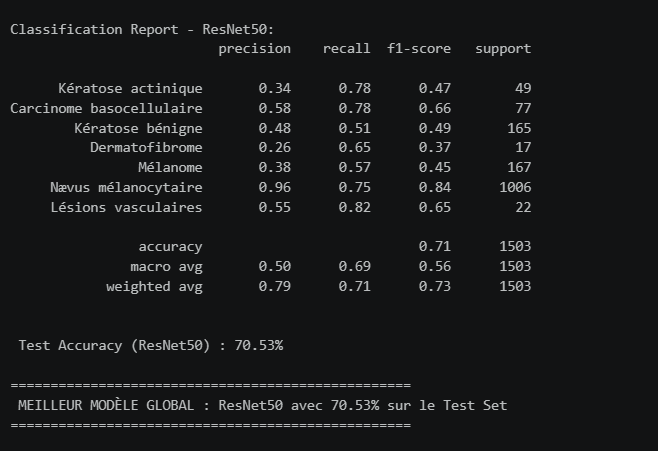 Classification Report - ResNet50:
precision recall f1-score support
Kératose actinique 0.34 0.78 0.47 49
Carcinome basocellulaire 0.58 0.78 0.66 77
Kératose bénigne 0.48 0.51 0.49 165
Dermatofibrome 0.26 0.65 0.37 17
Mélanome 0.38 0.57 0.45 167
Nævus mélanocytaire 0.96 0.75 0.84 1006
Lésions vasculaires 0.55 0.82 0.65 22
accuracy 0.71 1503
macro avg 0.50 0.69 0.56 1503
weighted avg 0.79 0.71 0.73 1503
Test Accuracy (ResNet50) : 70.53%
==================================================
MEILLEUR MODÈLE GLOBAL : ResNet50 avec 70.53% sur le Test Set
==================================================